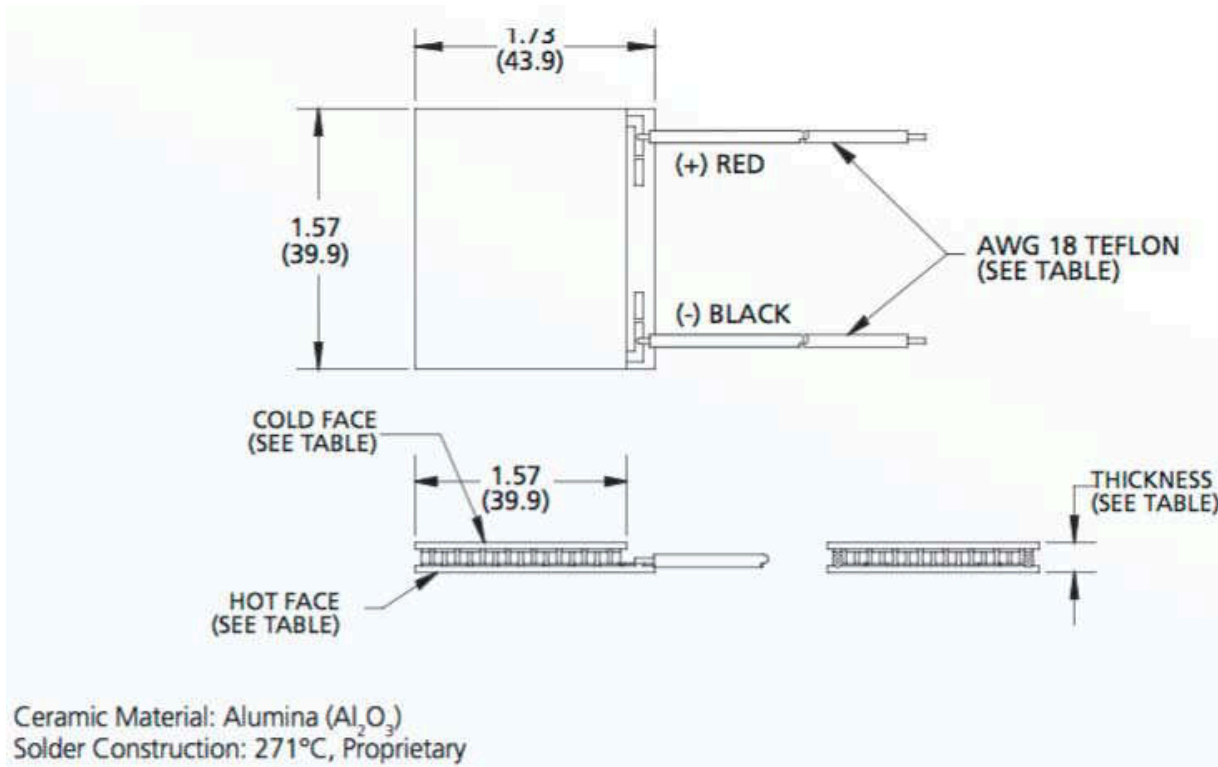 1.73
(43.9)
(+) RED
1.57
(39.9)
AWG 18 TEFLON
(SEE TABLE)
(-) BLACK
COLD FACE
(SEE TABLE)
1.57
(39.9)
THICKNESS
(SEE TABLE)
HOT FACE
(SEE TABLE)
Ceramic Material: Alumina (Al₂O₃)
Solder Construction: 271°C, Proprietary